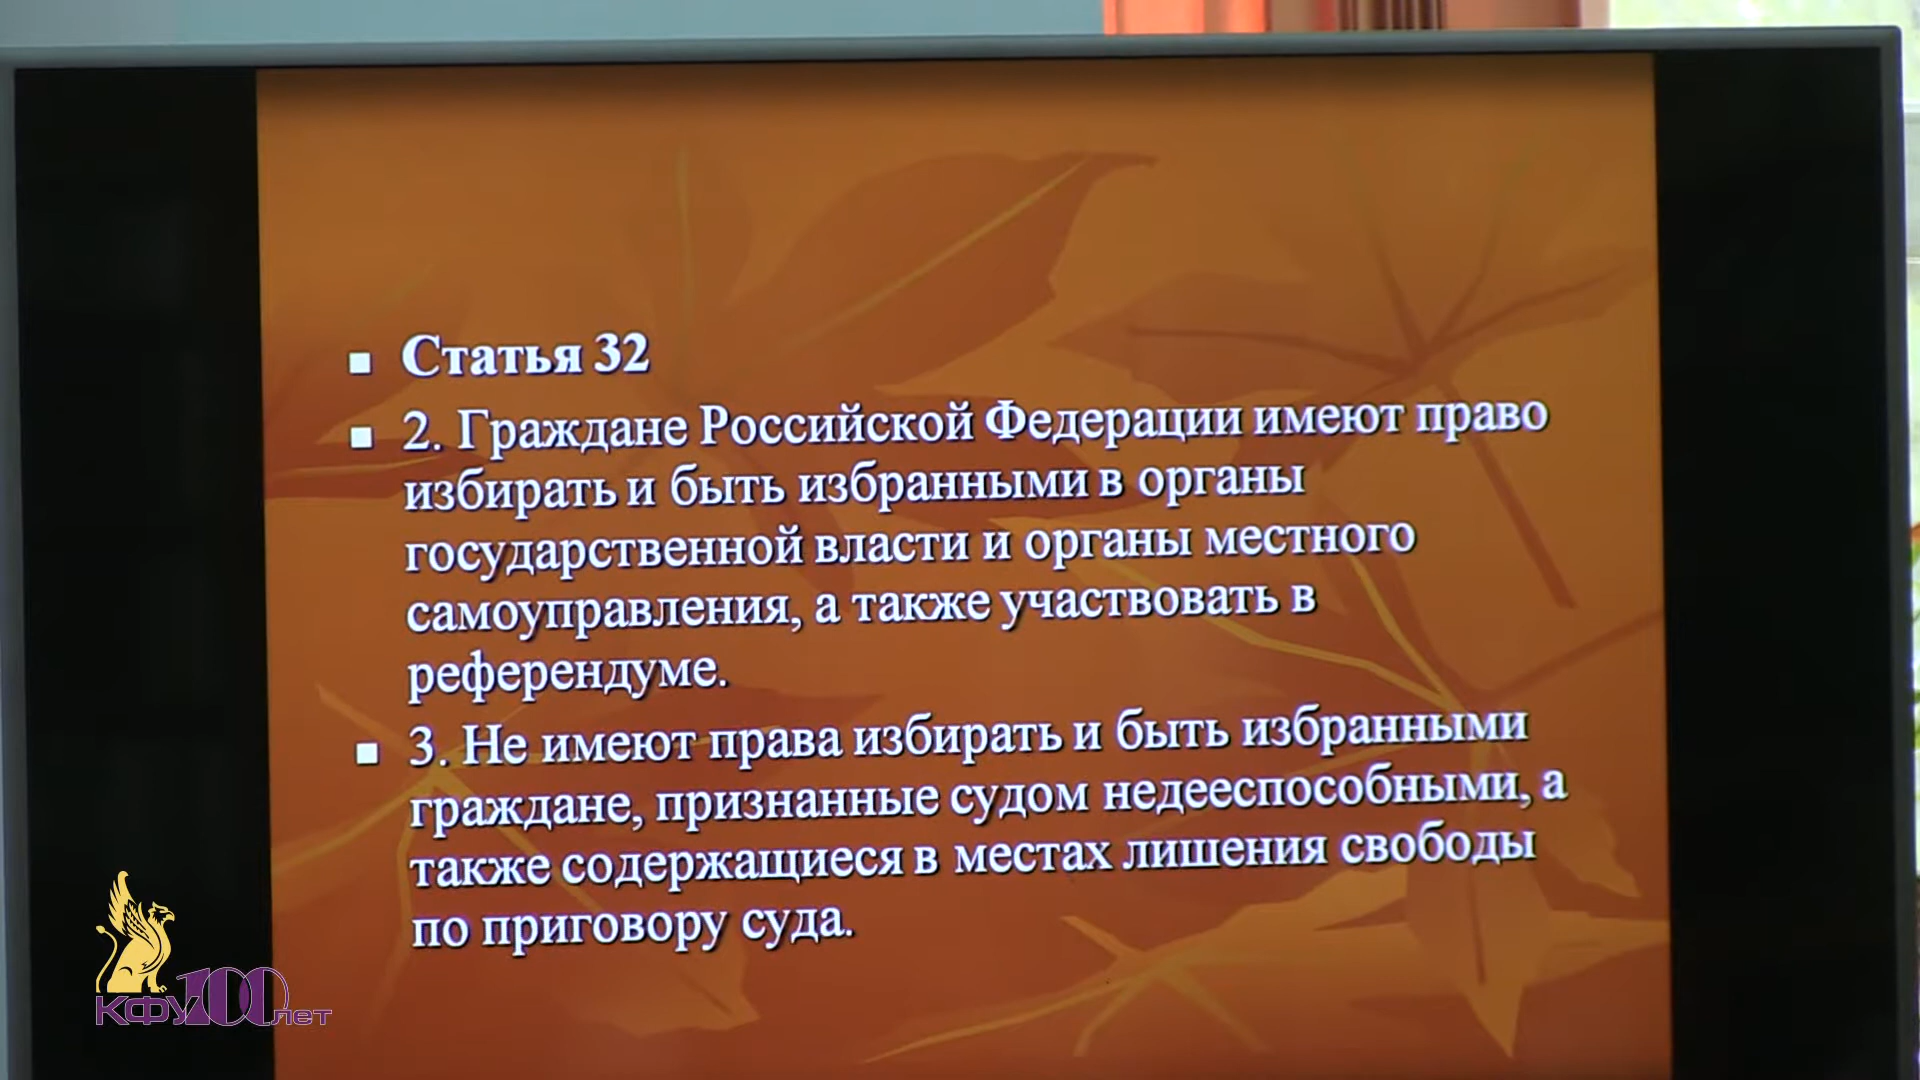 Статья 32
2. Граждане Российской Федерации имеют право
избирать и быть избранными в органы
государственной власти и органы местного
самоуправления, а также участвовать в
референдуме.
3. Не имеют права избирать и быть избранными
граждане, признанные судом недееспособными, а
также содержащиеся в местах лишения свободы
по приговору суда.
КФУ 100 лет